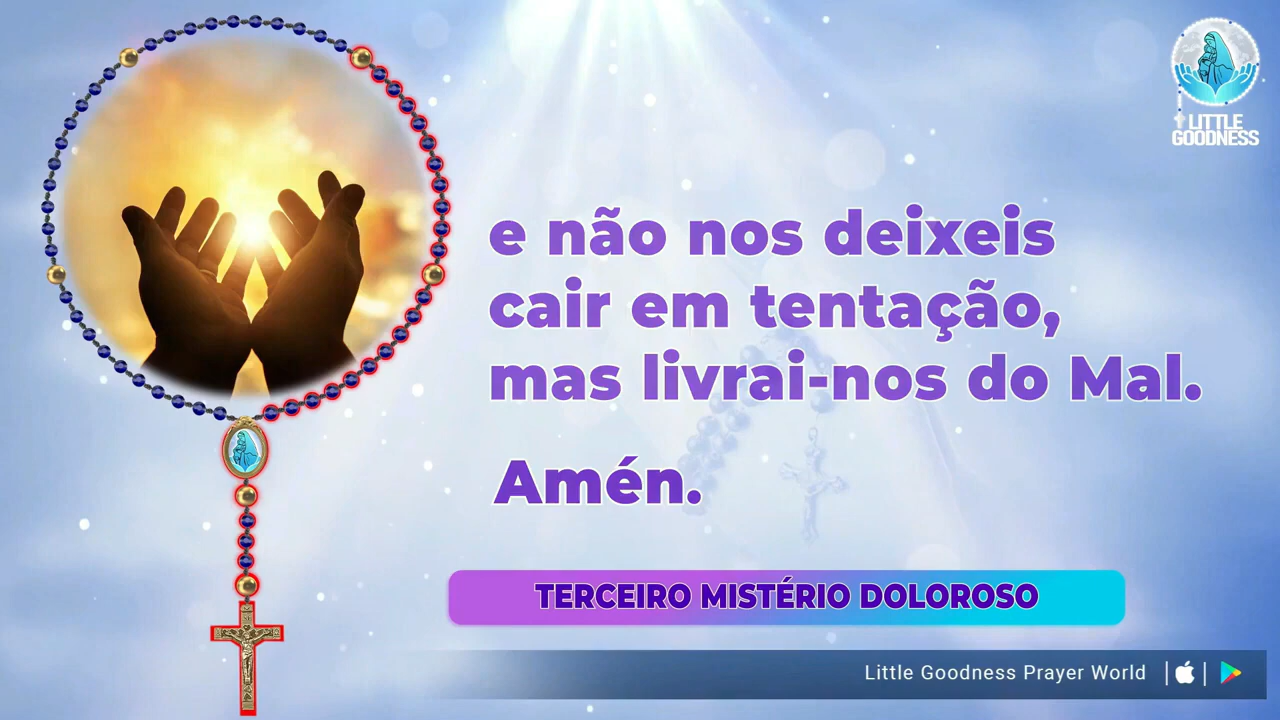 LITTLE
GOODNESS
e não nos deixeis
cair em tentação,
mas livrai-nos do Mal.
Amén.
TERCEIRO MISTÉRIO DOLOROSO
Little Goodness Prayer World